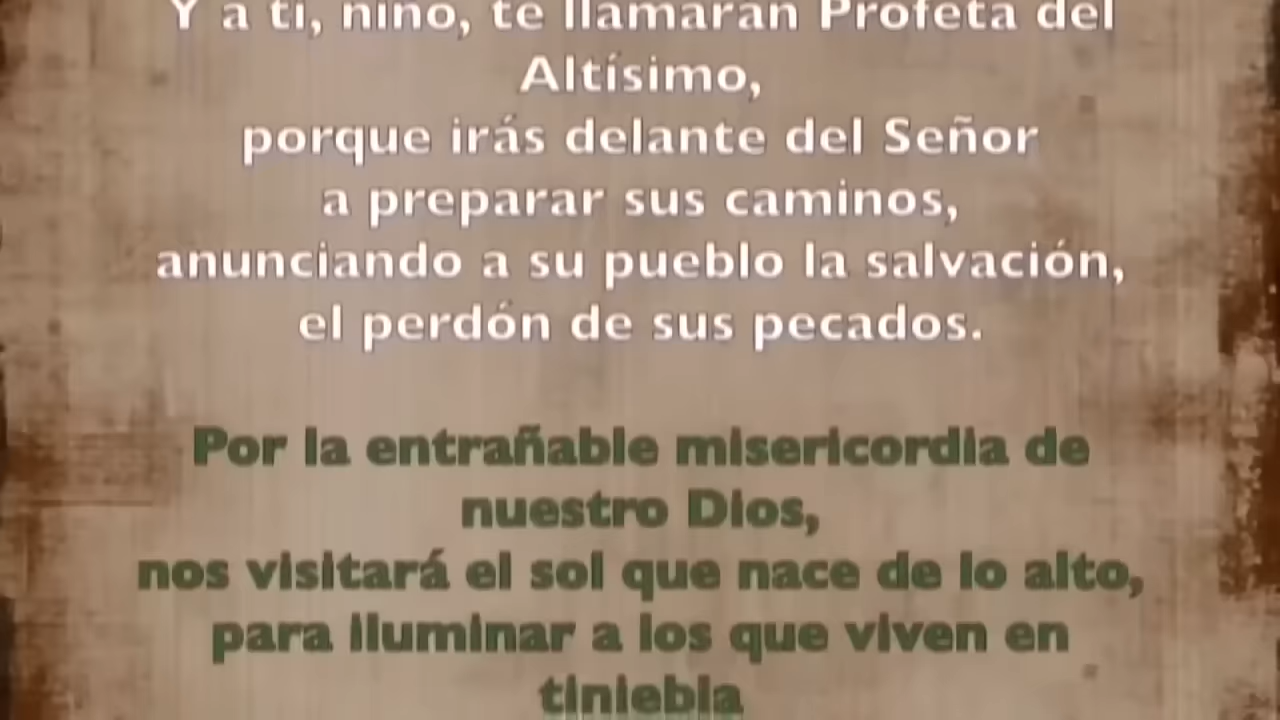 Y a ti, niño, te llamarán Profeta del
Altísimo,
porque irás delante del Señor
a preparar sus caminos,
anunciando a su pueblo la salvación,
el perdón de sus pecados.
Por la entrañable misericordia de
nuestro Dios,
nos visitará el sol que nace de lo alto,
para iluminar a los que viven en
tiniebla